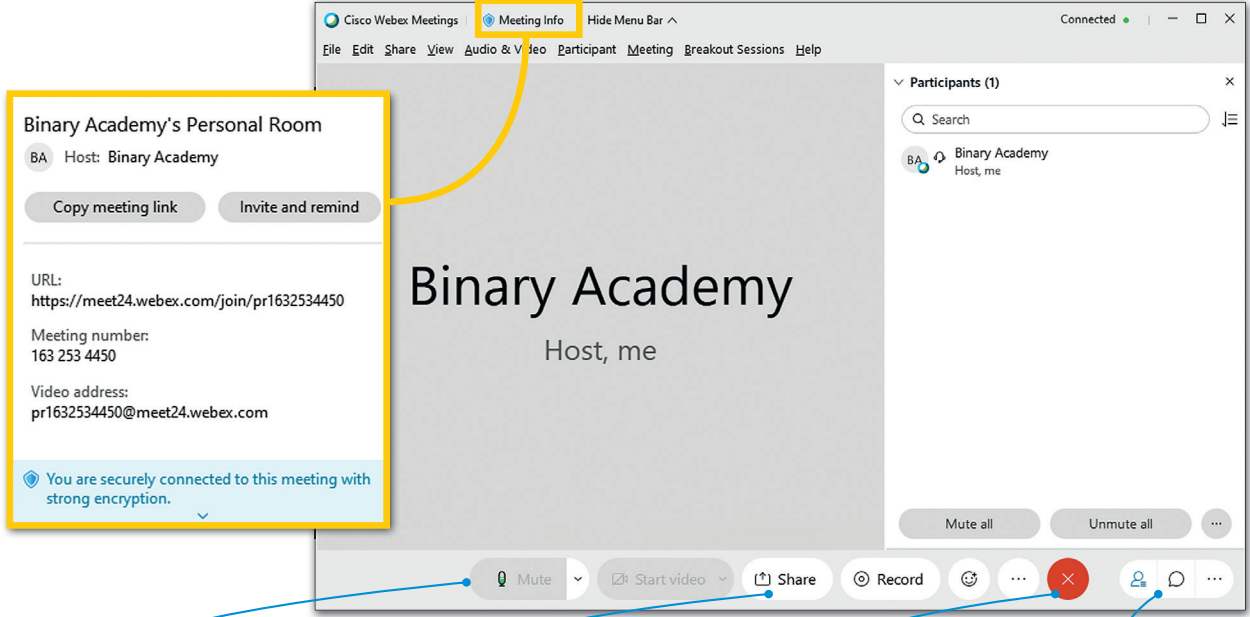 Cisco Webex Meetings
Meeting Info
Hide Menu Bar
Connected
File Edit Share View Audio & Video Participant Meeting Breakout Sessions Help
Binary Academy's Personal Room
BA Host: Binary Academy
Copy meeting link
Invite and remind
URL:
https://meet24.webex.com/join/pr1632534450
Meeting number:
163 253 4450
Video address:
pr1632534450@meet24.webex.com
You are securely connected to this meeting with
strong encryption.
Binary Academy
Host, me
Participants (1)
Search
BA Binary Academy
Host, me
Mute all
Unmute all
Mute
Start video
Share
Record